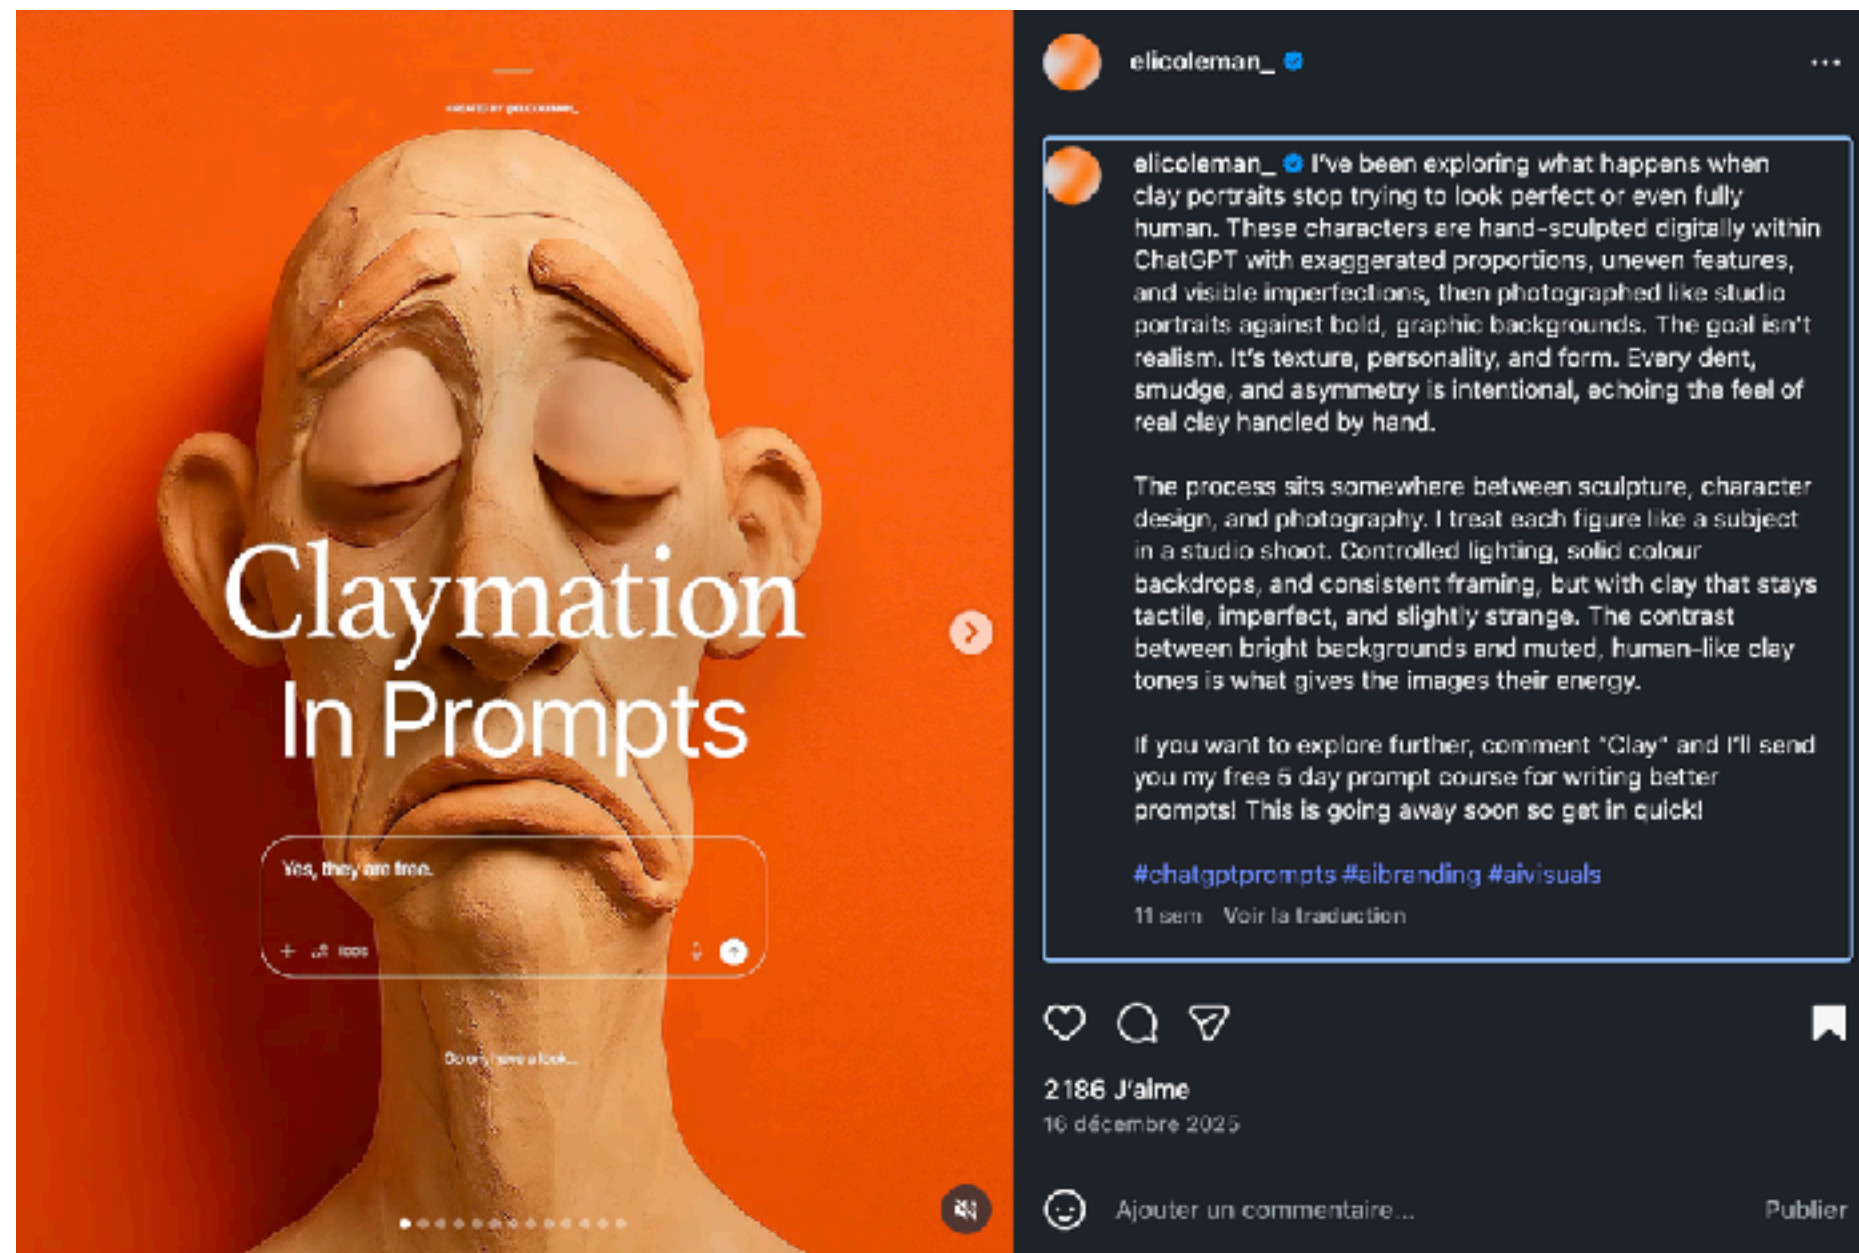 CREATED BY @ELICOLEMAN_
Claymation
In Prompts
Yes, they are free.
Go on, have a look...
elicoleman_
elicoleman_ I've been exploring what happens when
clay portraits stop trying to look perfect or even fully
human. These characters are hand-sculpted digitally within
ChatGPT with exaggerated proportions, uneven features,
and visible imperfections, then photographed like studio
portraits against bold, graphic backgrounds. The goal isn't
realism. It's texture, personality, and form. Every dent,
smudge, and asymmetry is intentional, echoing the feel of
real clay handled by hand.
The process sits somewhere between sculpture, character
design, and photography. I treat each figure like a subject
in a studio shoot. Controlled lighting, solid colour
backdrops, and consistent framing, but with clay that stays
tactile, imperfect, and slightly strange. The contrast
between bright backgrounds and muted, human-like clay
tones is what gives the images their energy.
If you want to explore further, comment "Clay" and I'll send
you my free 5 day prompt course for writing better
prompts! This is going away soon so get in quick!
#chatgptprompts #aibranding #aivisuals
11 sem Voir la traduction
2186 J'aime
16 décembre 2025
Ajouter un commentaire...
Publier